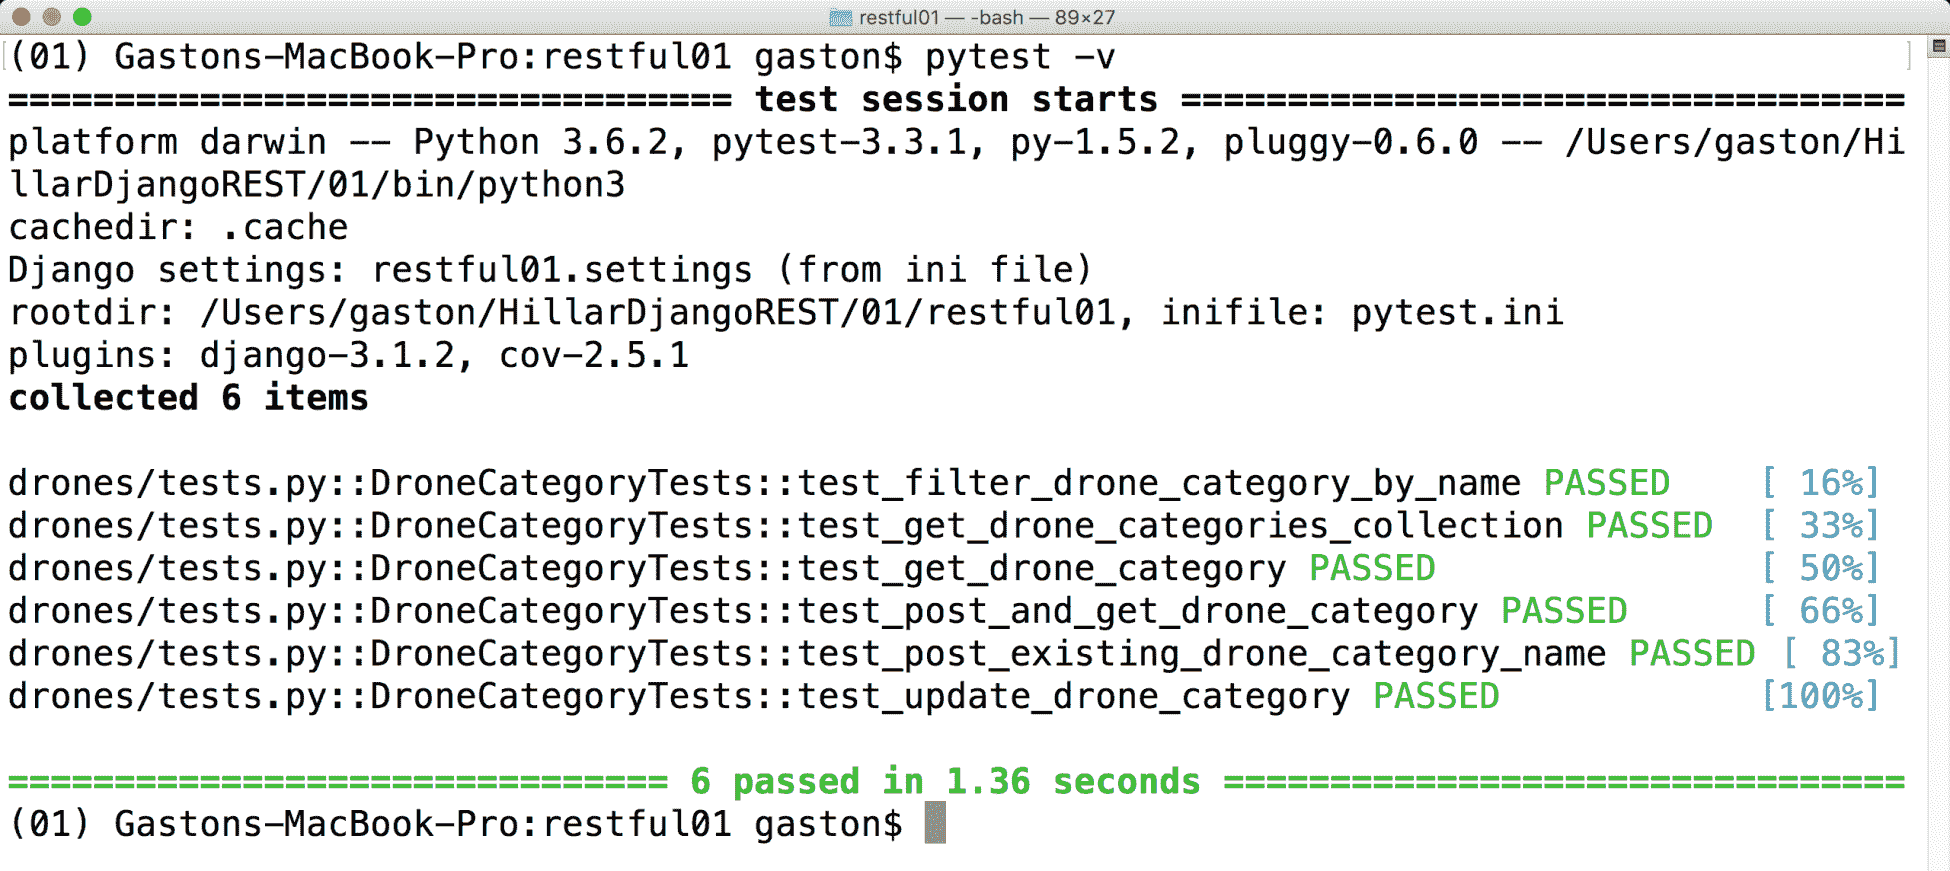 restful01 — -bash — 89×27
(01) Gastons-MacBook-Pro:restful01 gaston$ pytest -v
================================== test session starts ==================================
platform darwin -- Python 3.6.2, pytest-3.3.1, py-1.5.2, pluggy-0.6.0 -- /Users/gaston/Hi
llarDjangoREST/01/bin/python3
cachedir: .cache
Django settings: restful01.settings (from ini file)
rootdir: /Users/gaston/HillarDjangoREST/01/restful01, inifile: pytest.ini
plugins: django-3.1.2, cov-2.5.1
collected 6 items
drones/tests.py::DroneCategoryTests::test_filter_drone_category_by_name PASSED    [ 16%]
drones/tests.py::DroneCategoryTests::test_get_drone_categories_collection PASSED  [ 33%]
drones/tests.py::DroneCategoryTests::test_get_drone_category PASSED               [ 50%]
drones/tests.py::DroneCategoryTests::test_post_and_get_drone_category PASSED      [ 66%]
drones/tests.py::DroneCategoryTests::test_post_existing_drone_category_name PASSED [ 83%]
drones/tests.py::DroneCategoryTests::test_update_drone_category PASSED            [100%]
=============================== 6 passed in 1.36 seconds ================================
(01) Gastons-MacBook-Pro:restful01 gaston$